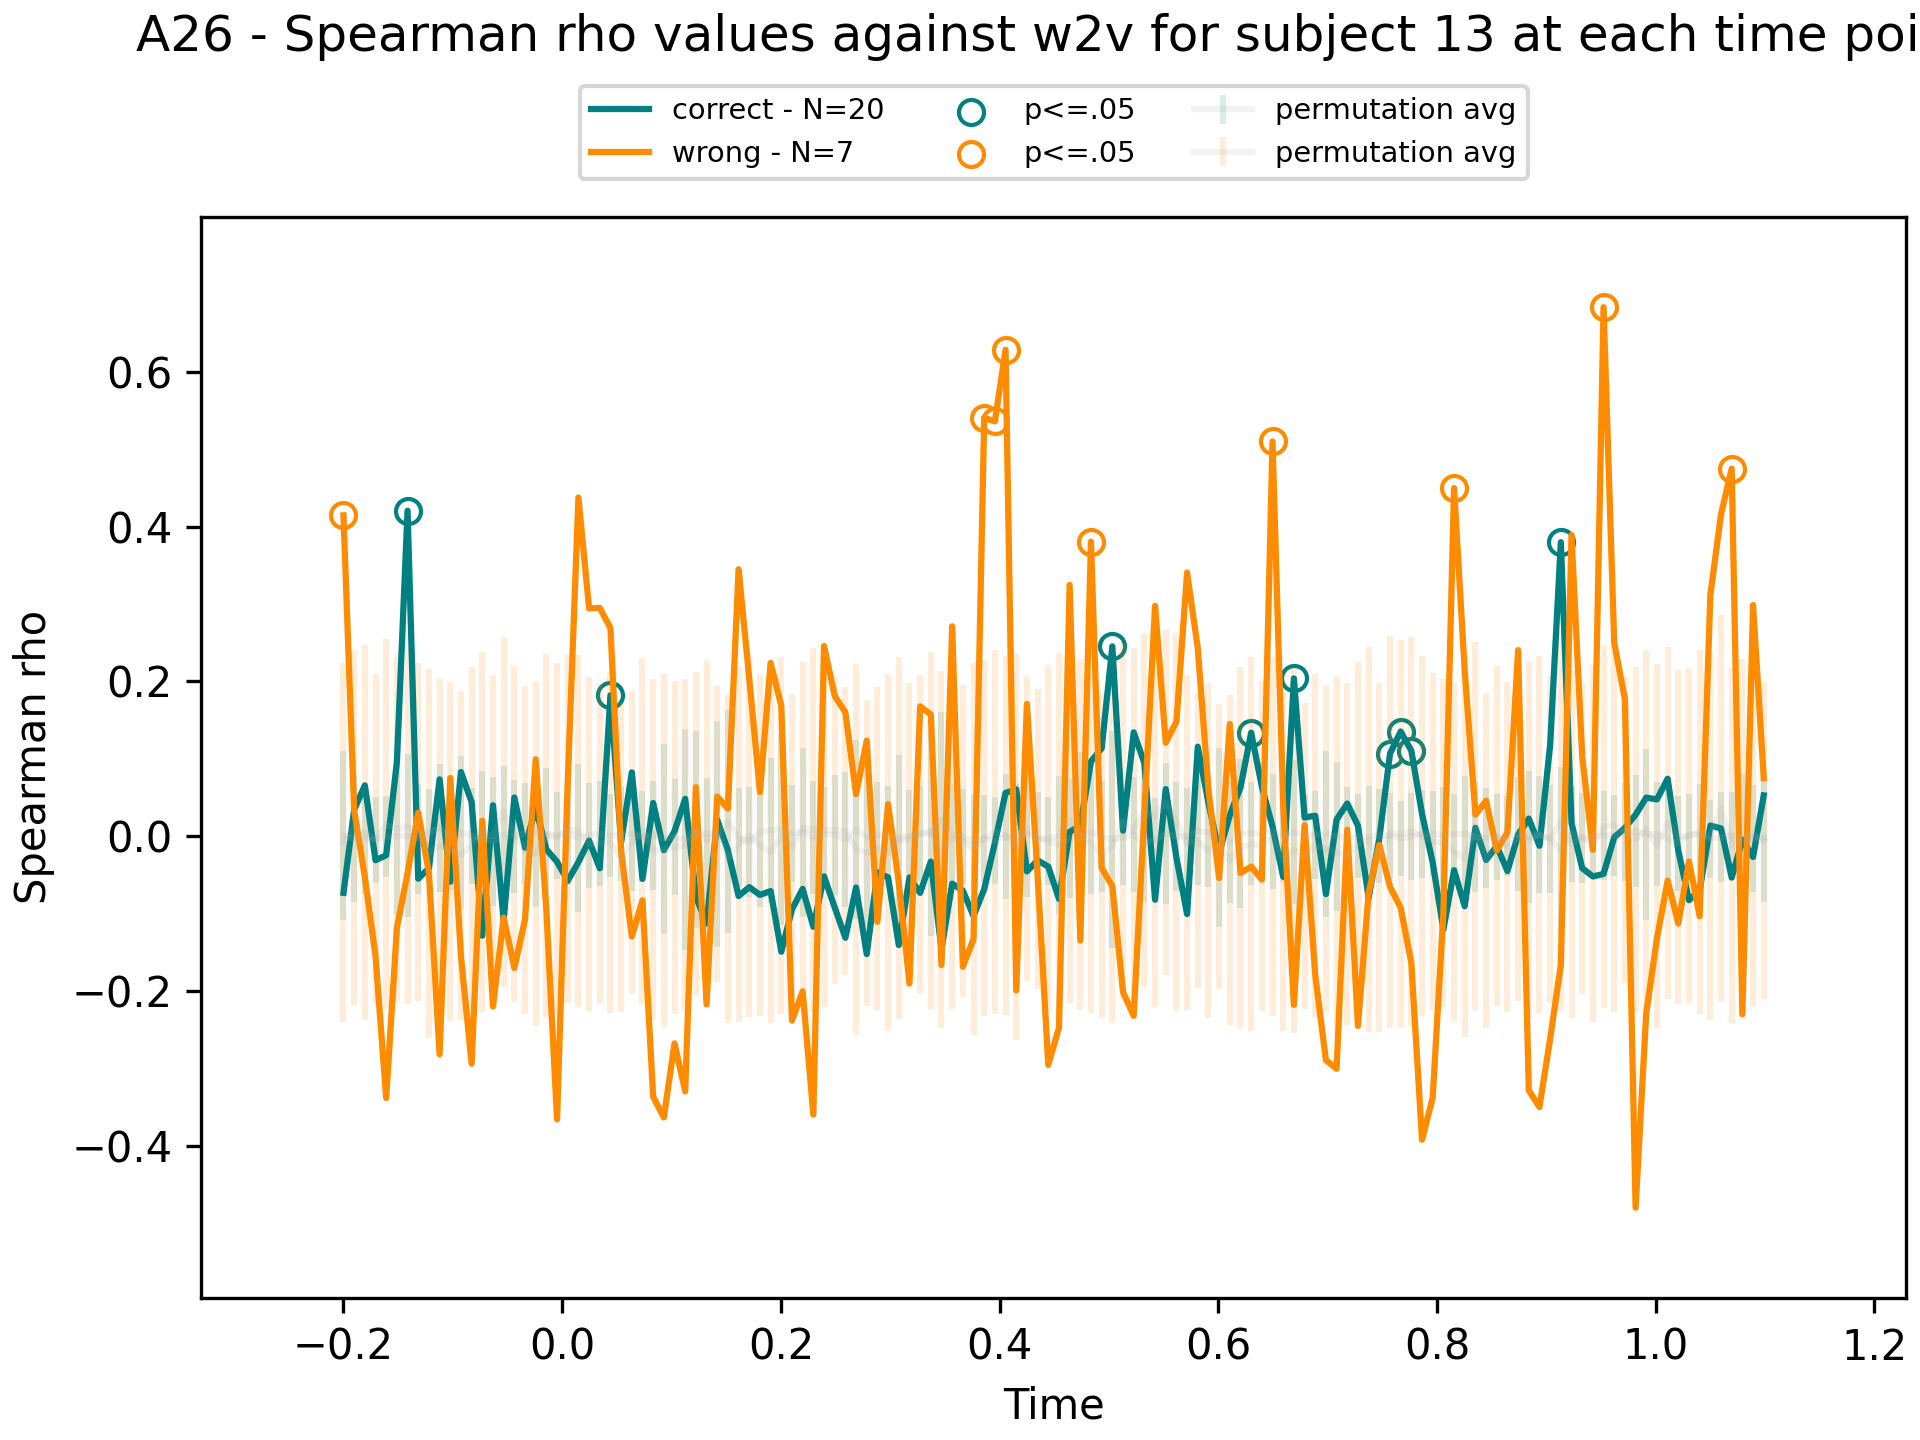 A26 - Spearman rho values against w2v for subject 13 at each time poi
correct - N=20
wrong - N=7
p<=.05
p<=.05
permutation avg
permutation avg
Spearman rho
0.6
0.4
0.2
0.0
−0.2
−0.4
−0.2 0.0 0.2 0.4 0.6 0.8 1.0 1.2
Time